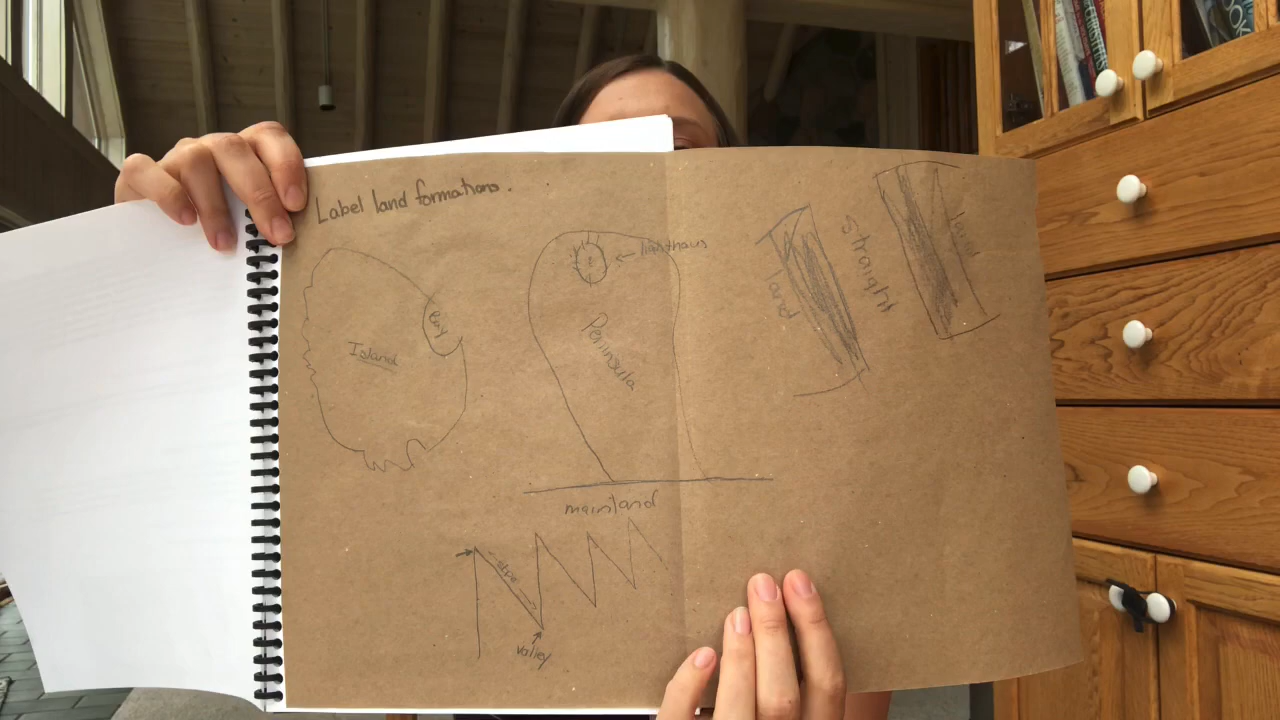 Label land formations.
← lighthaus
Bay
Island
Peninsula
land
straight
land
mainland
slope
valley